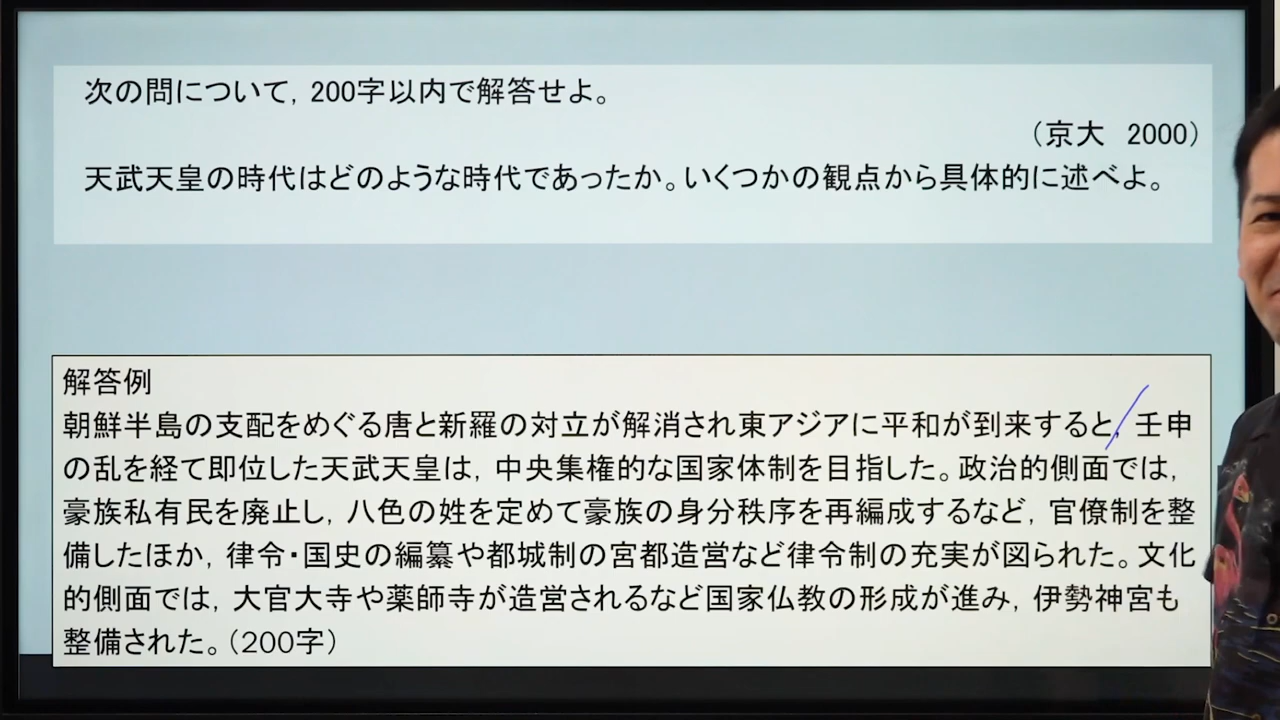 次の問について，200字以内で解答せよ。
（京大　2000）
天武天皇の時代はどのような時代であったか。いくつかの観点から具体的に述べよ。
解答例
朝鮮半島の支配をめぐる唐と新羅の対立が解消され東アジアに平和が到来すると，壬申
の乱を経て即位した天武天皇は，中央集権的な国家体制を目指した。政治的側面では，
豪族私有民を廃止し，八色の姓を定めて豪族の身分秩序を再編成するなど，官僚制を整
備したほか，律令・国史の編纂や都城制の宮都造営など律令制の充実が図られた。文化
的側面では，大官大寺や薬師寺が造営されるなど国家仏教の形成が進み，伊勢神宮も
整備された。（200字）